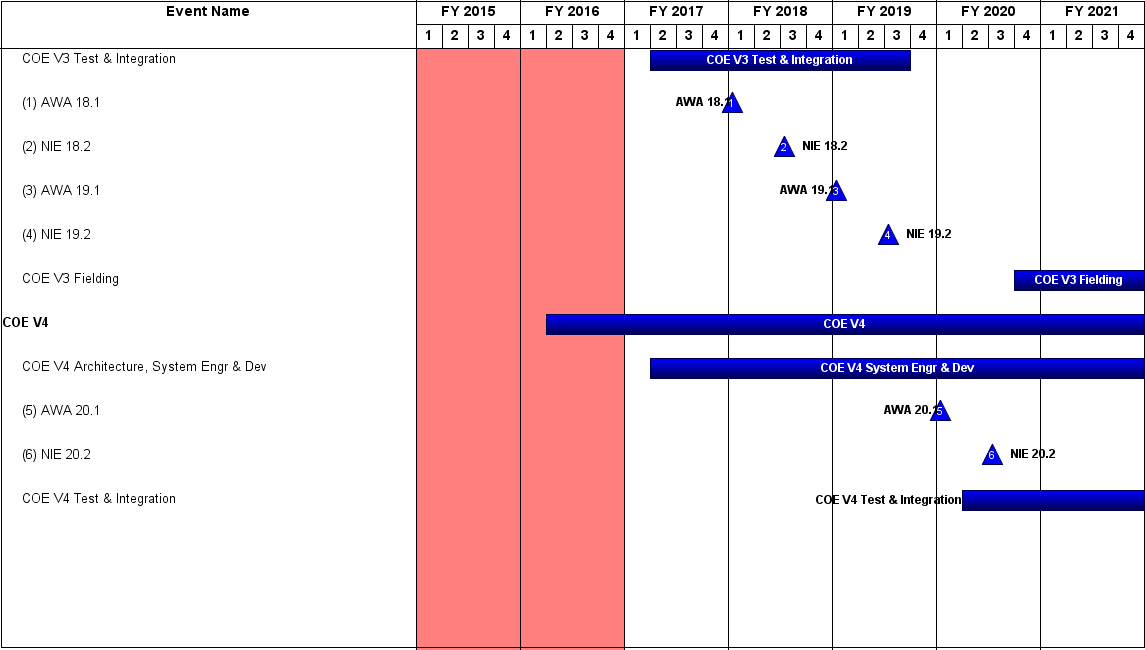 Event Name FY 2015 FY 2016 FY 2017 FY 2018 FY 2019 FY 2020 FY 2021
1 2 3 4 1 2 3 4 1 2 3 4 1 2 3 4 1 2 3 4 1 2 3 4 1 2 3 4
COE V3 Test & Integration COE V3 Test & Integration
(1) AWA 18.1 AWA 18.1 1
(2) NIE 18.2 2 NIE 18.2
(3) AWA 19.1 AWA 19.1 3
(4) NIE 19.2 4 NIE 19.2
COE V3 Fielding COE V3 Fielding
COE V4 COE V4
COE V4 Architecture, System Engr & Dev COE V4 System Engr & Dev
(5) AWA 20.1 AWA 20.1 5
(6) NIE 20.2 6 NIE 20.2
COE V4 Test & Integration COE V4 Test & Integration